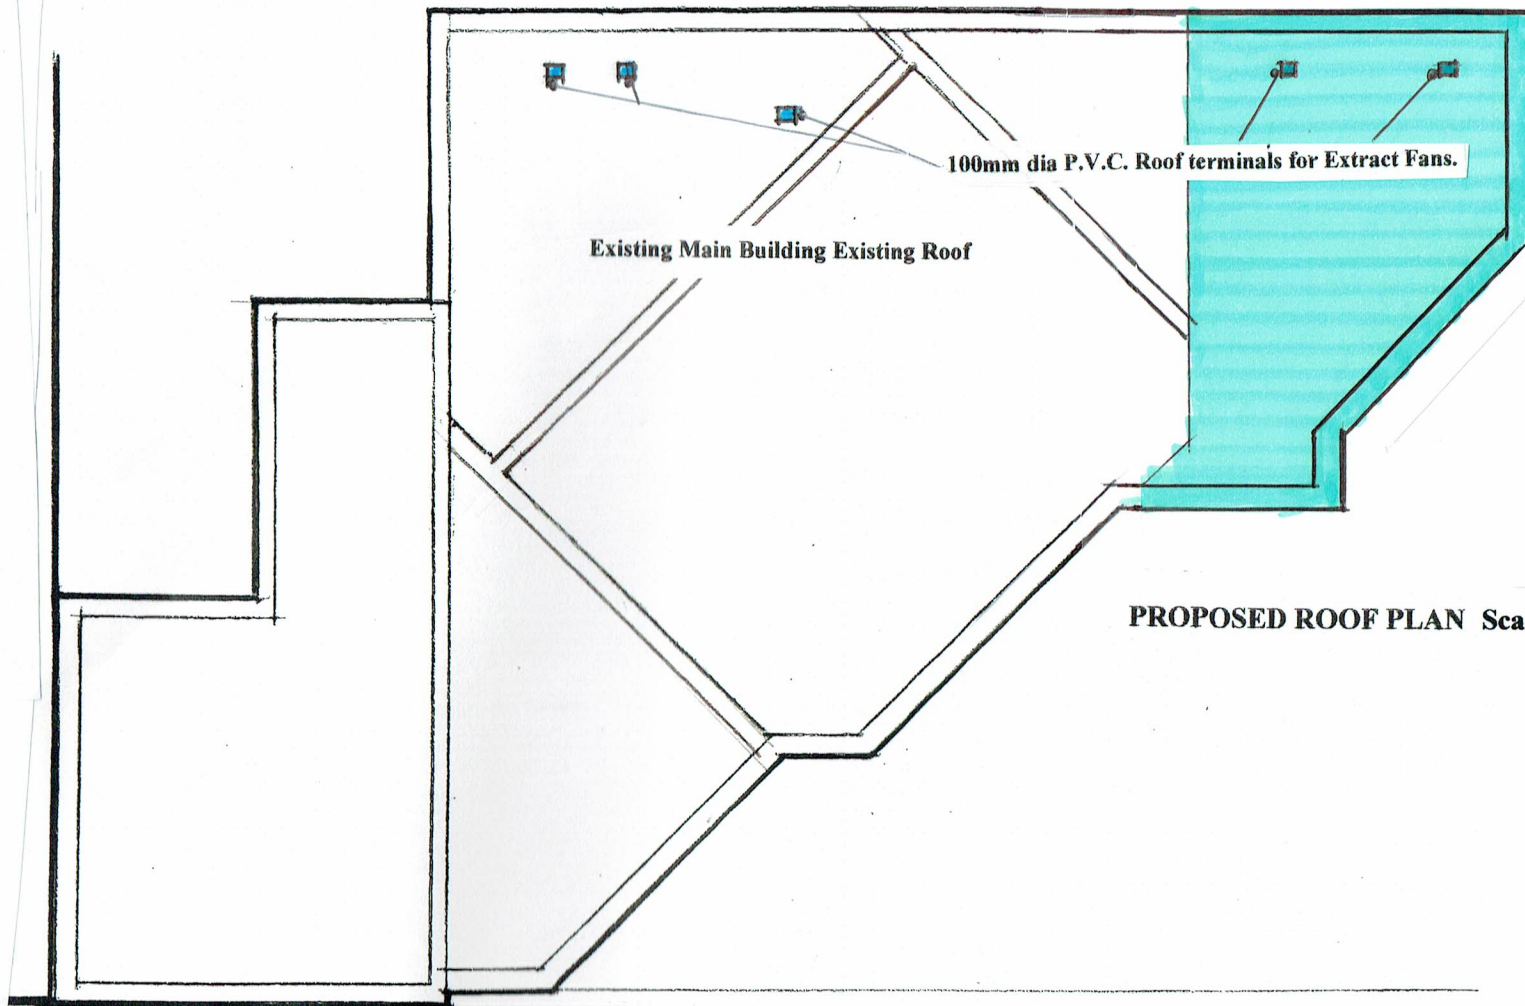 100mm dia P.V.C. Roof terminals for Extract Fans.
Existing Main Building Existing Roof
PROPOSED ROOF PLAN Sca